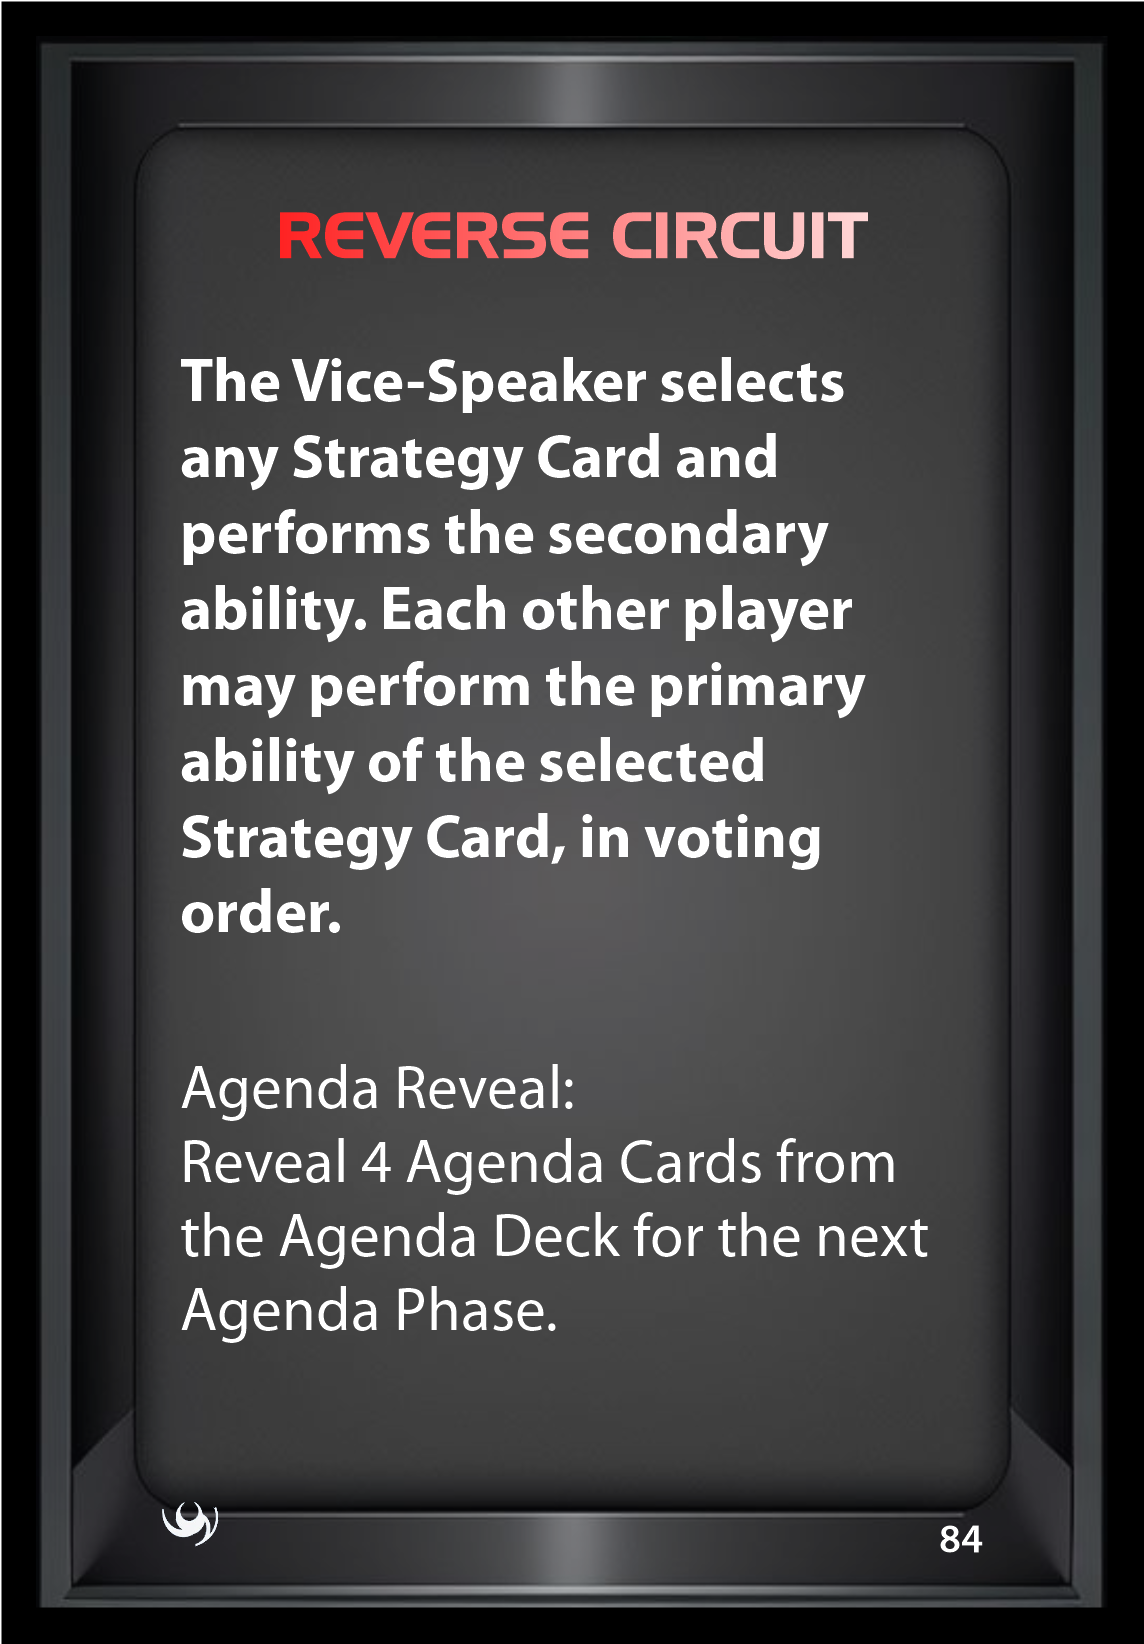 REVERSE CIRCUIT
The Vice-Speaker selects
any Strategy Card and
performs the secondary
ability. Each other player
may perform the primary
ability of the selected
Strategy Card, in voting
order.
Agenda Reveal:
Reveal 4 Agenda Cards from
the Agenda Deck for the next
Agenda Phase.
84